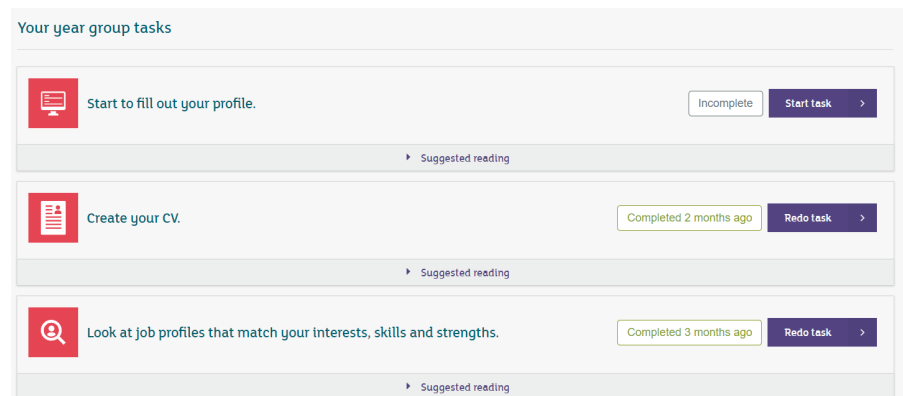 Your year group tasks
Start to fill out your profile.
Incomplete
Start task
Suggested reading
Create your CV.
Completed 2 months ago
Redo task
Suggested reading
Look at job profiles that match your interests, skills and strengths.
Completed 3 months ago
Redo task
Suggested reading